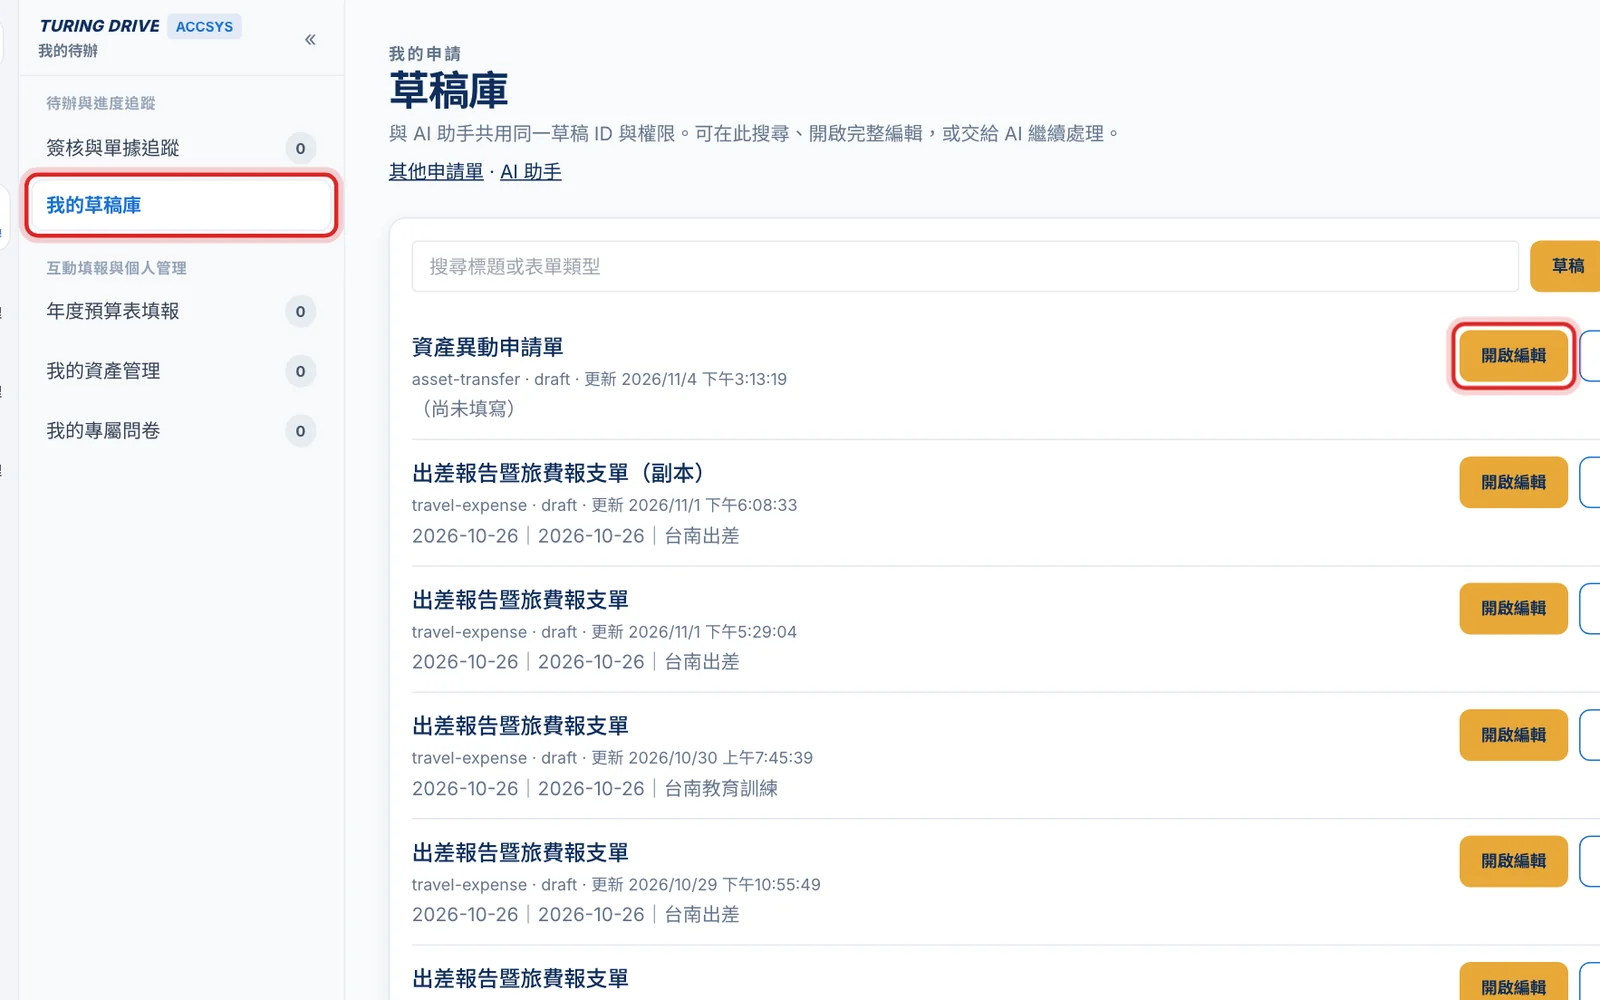 TURING DRIVE ACCSYS
我的待辦
«
待辦與進度追蹤
簽核與單據追蹤 0
我的草稿庫
互動填報與個人管理
年度預算表填報 0
我的資產管理 0
我的專屬問卷 0
我的申請
草稿庫
與 AI 助手共用同一草稿 ID 與權限。可在此搜尋、開啟完整編輯，或交給 AI 繼續處理。
其他申請單 · AI 助手
搜尋標題或表單類型 草稿
資產異動申請單 開啟編輯
asset-transfer · draft · 更新 2026/11/4 下午3:13:19
（尚未填寫）
出差報告暨旅費報支單（副本） 開啟編輯
travel-expense · draft · 更新 2026/11/1 下午6:08:33
2026-10-26｜2026-10-26｜台南出差
出差報告暨旅費報支單 開啟編輯
travel-expense · draft · 更新 2026/11/1 下午5:29:04
2026-10-26｜2026-10-26｜台南出差
出差報告暨旅費報支單 開啟編輯
travel-expense · draft · 更新 2026/10/30 上午7:45:39
2026-10-26｜2026-10-26｜台南教育訓練
出差報告暨旅費報支單 開啟編輯
travel-expense · draft · 更新 2026/10/29 下午10:55:49
2026-10-26｜2026-10-26｜台南出差
出差報告暨旅費報支單 開啟編輯